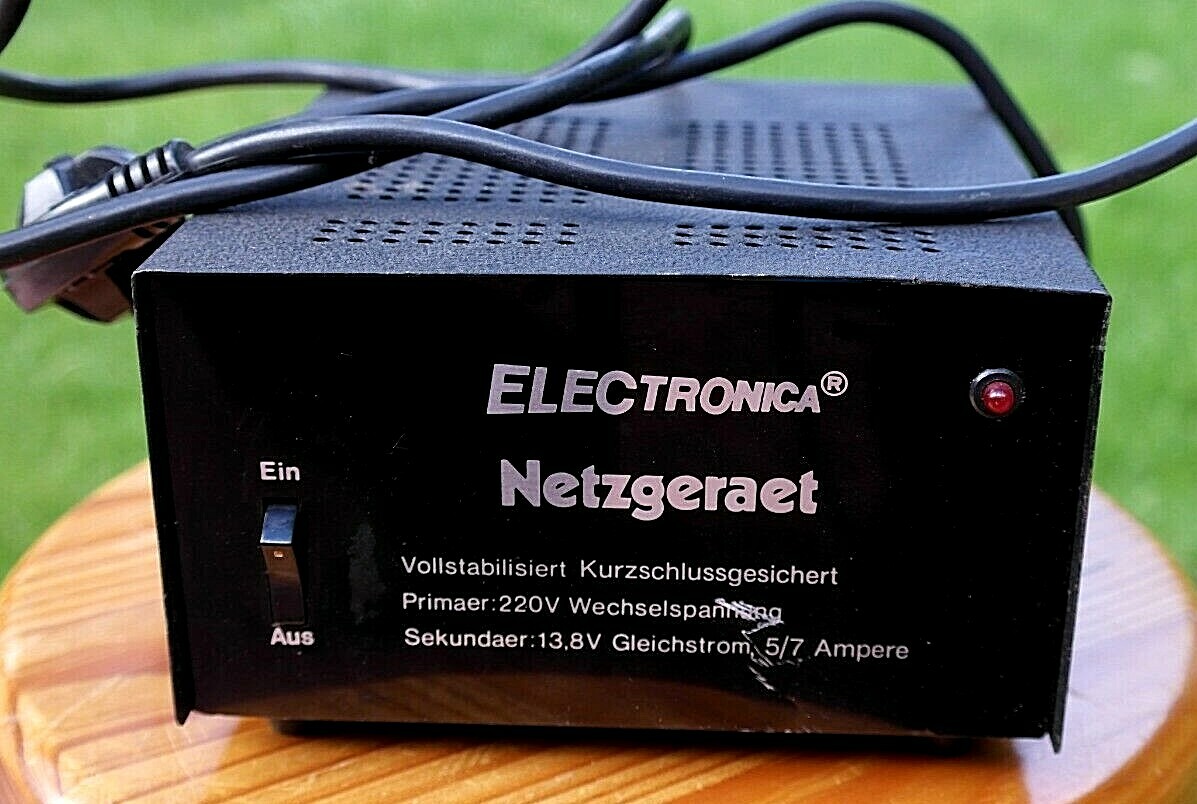 ELECTRONICA®
Netzgeraet
Ein
Aus
Vollstabilisiert Kurzschlussgesichert
Primaer:220V Wechselspannung
Sekundaer:13,8V Gleichstrom, 5/7 Ampere